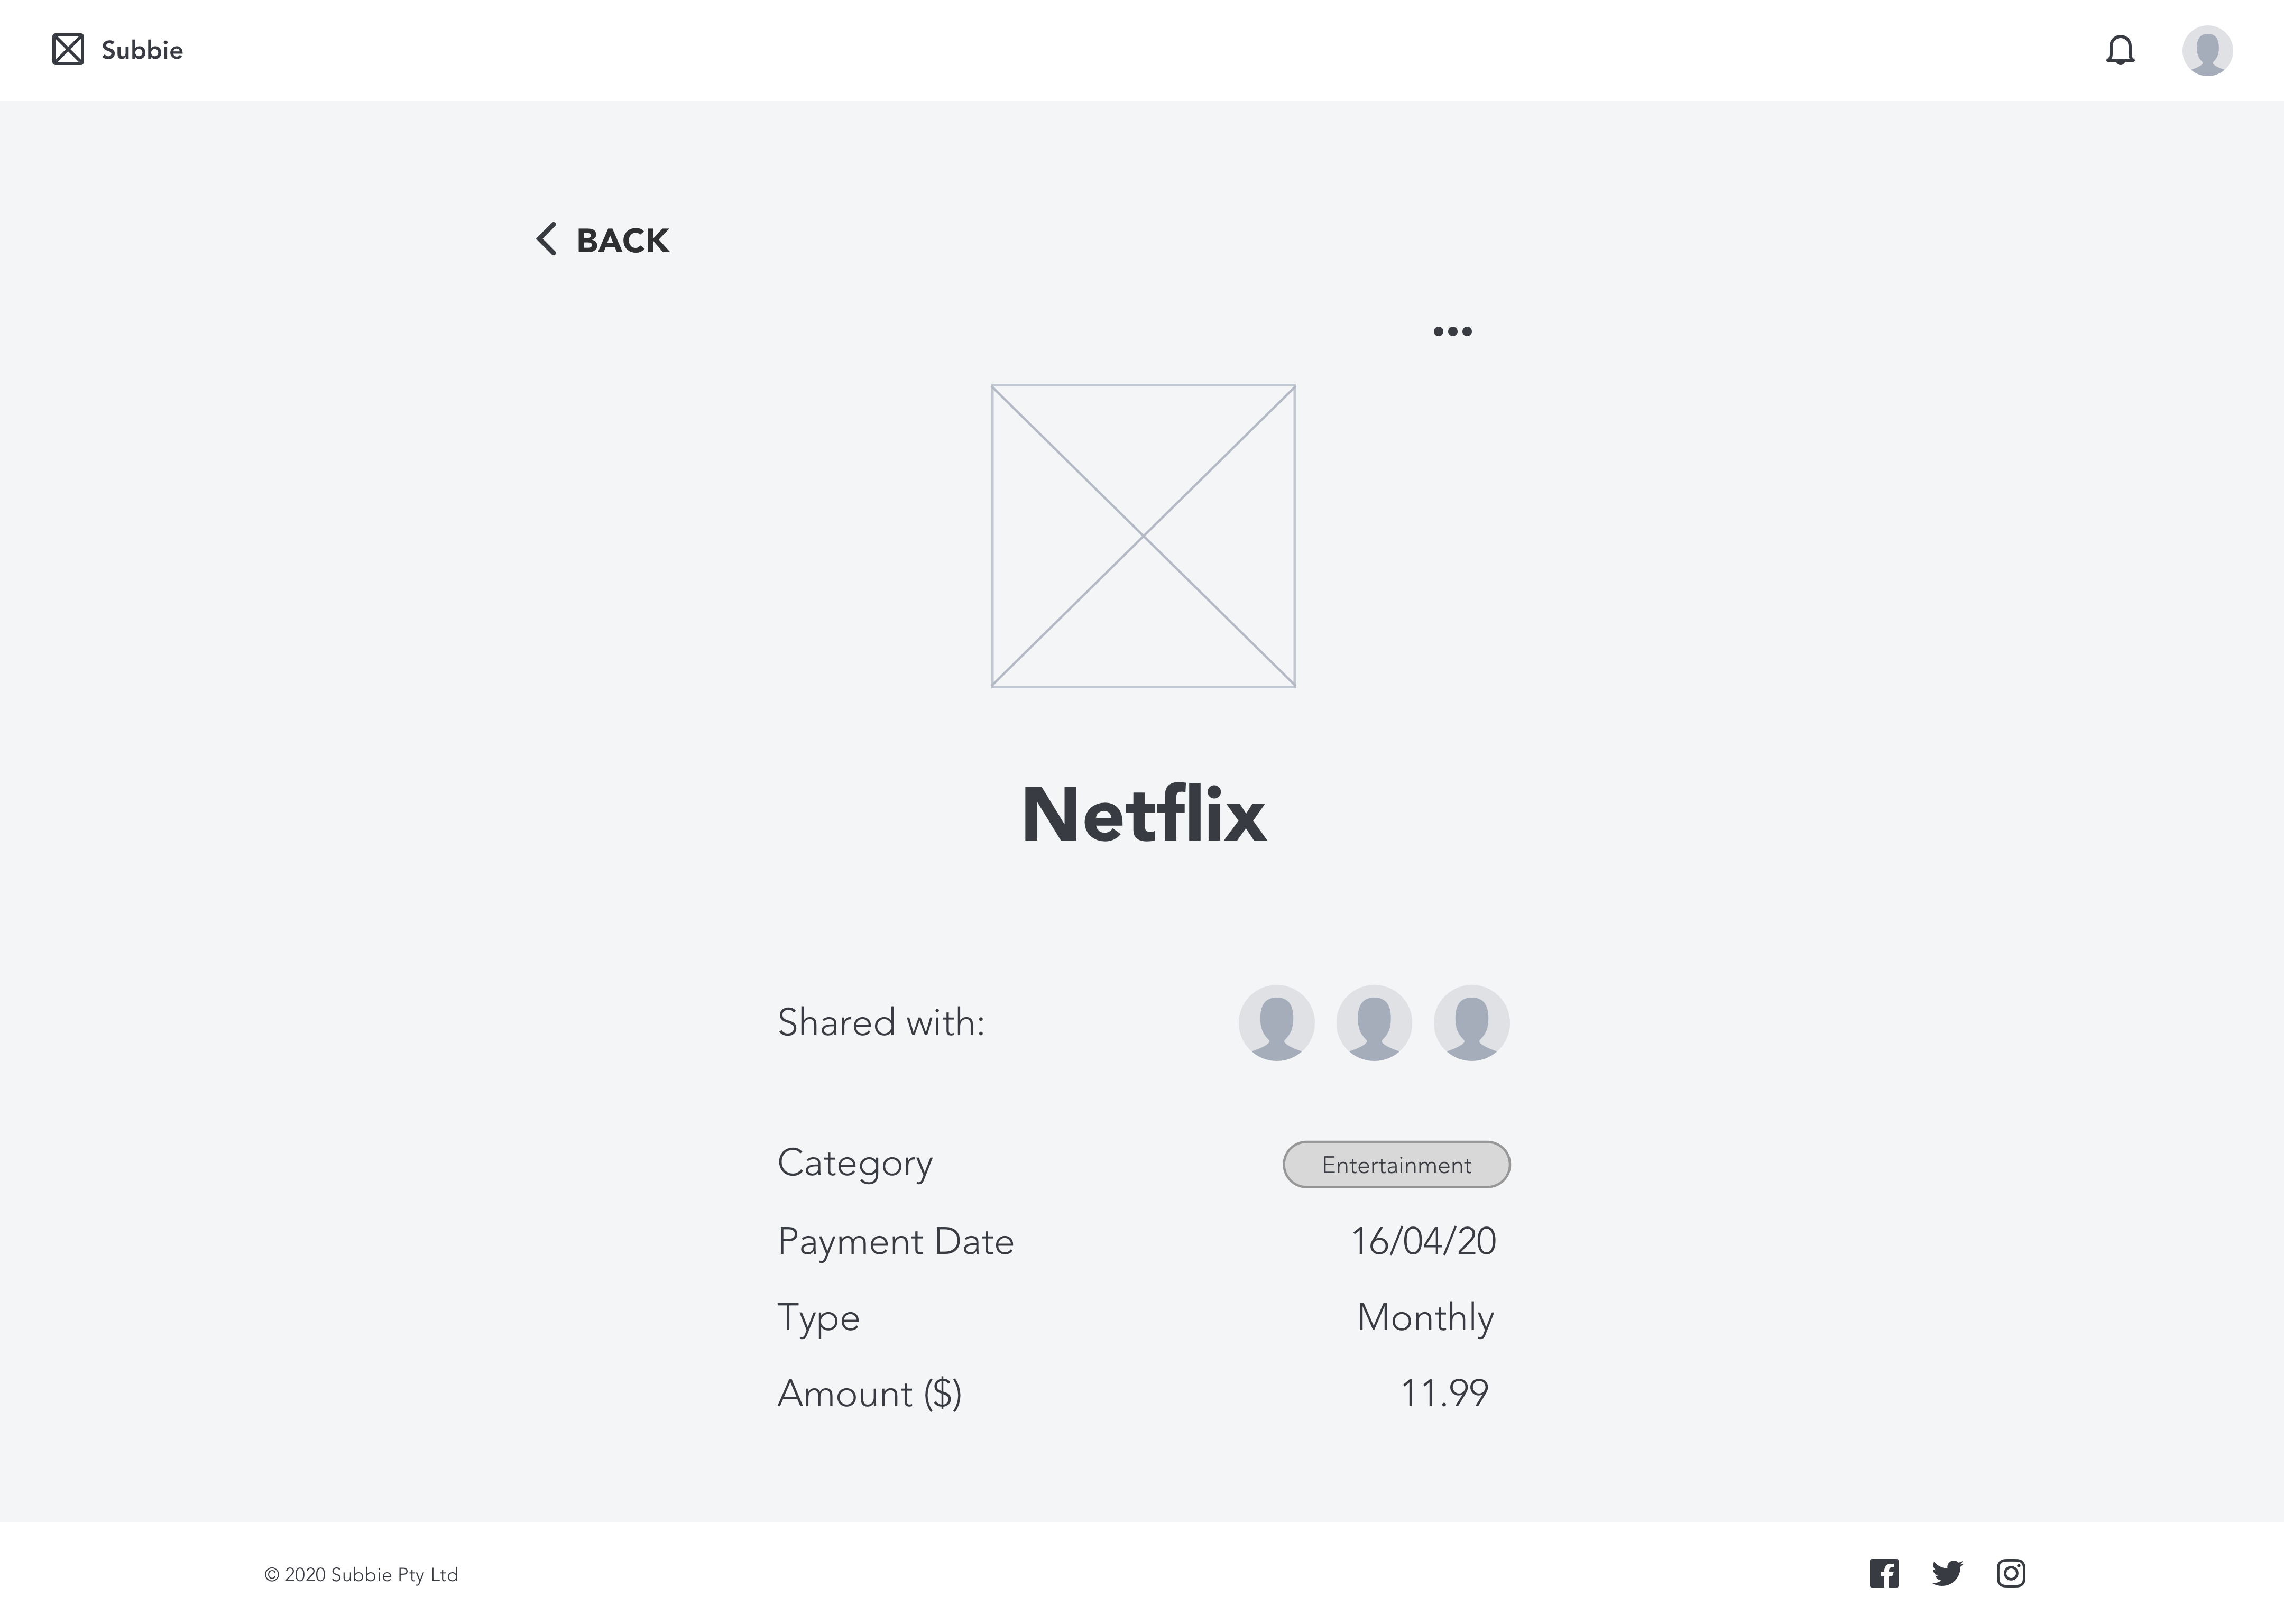 Subbie
BACK
Netflix
Shared with:
Category Entertainment
Payment Date 16/04/20
Type Monthly
Amount ($) 11.99
© 2020 Subbie Pty Ltd